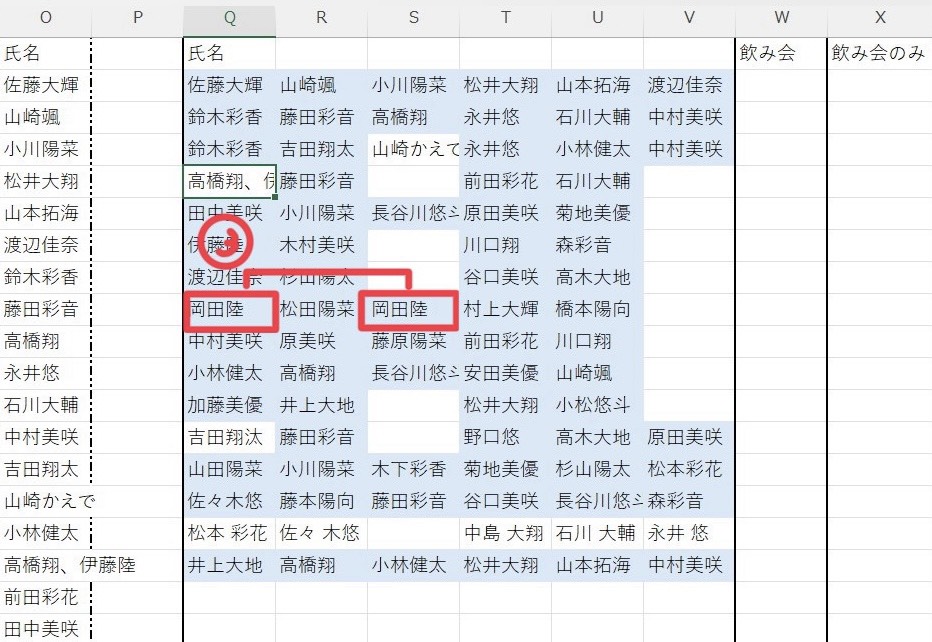 O P Q R S T U V W X
氏名 氏名 飲み会 飲み会のみ
佐藤大輝 佐藤大輝 山崎颯 小川陽菜 松井大翔 山本拓海 渡辺佳奈
山崎颯 鈴木彩香 藤田彩音 高橋翔 永井悠 石川大輔 中村美咲
小川陽菜 鈴木彩香 吉田翔太 山崎かえで 永井悠 小林健太 中村美咲
松井大翔 高橋翔、伊 藤田彩音 前田彩花 石川大輔
山本拓海 田中美咲 小川陽菜 長谷川悠 原田美咲 菊地美優
渡辺佳奈 伊藤陸 ③ 木村美咲 川口翔 森彩音
鈴木彩香 渡辺佳奈 杉山陽太 谷口美咲 高木大地
藤田彩音 岡田陸 松田陽菜 岡田陸 村上大輝 橋本陽向
高橋翔 中村美咲 原美咲 藤原陽菜 前田彩花 川口翔
永井悠 小林健太 高橋翔 長谷川悠 安田美優 山崎颯
石川大輔 加藤美優 井上大地 松井大翔 小松悠斗
中村美咲 吉田翔汰 藤田彩音 野口悠 高木大地 原田美咲
吉田翔太 山田陽菜 小川陽菜 木下彩香 菊地美優 杉山陽太 松本彩花
山崎かえで 佐々木悠 藤本陽向 藤田彩音 谷口美咲 長谷川悠 森彩音
小林健太 松本 彩花 佐々 木悠 中島 大翔 石川 大輔 永井 悠
高橋翔、伊藤陸 井上大地 高橋翔 小林健太 松井大翔 山本拓海 中村美咲
前田彩花
田中美咲